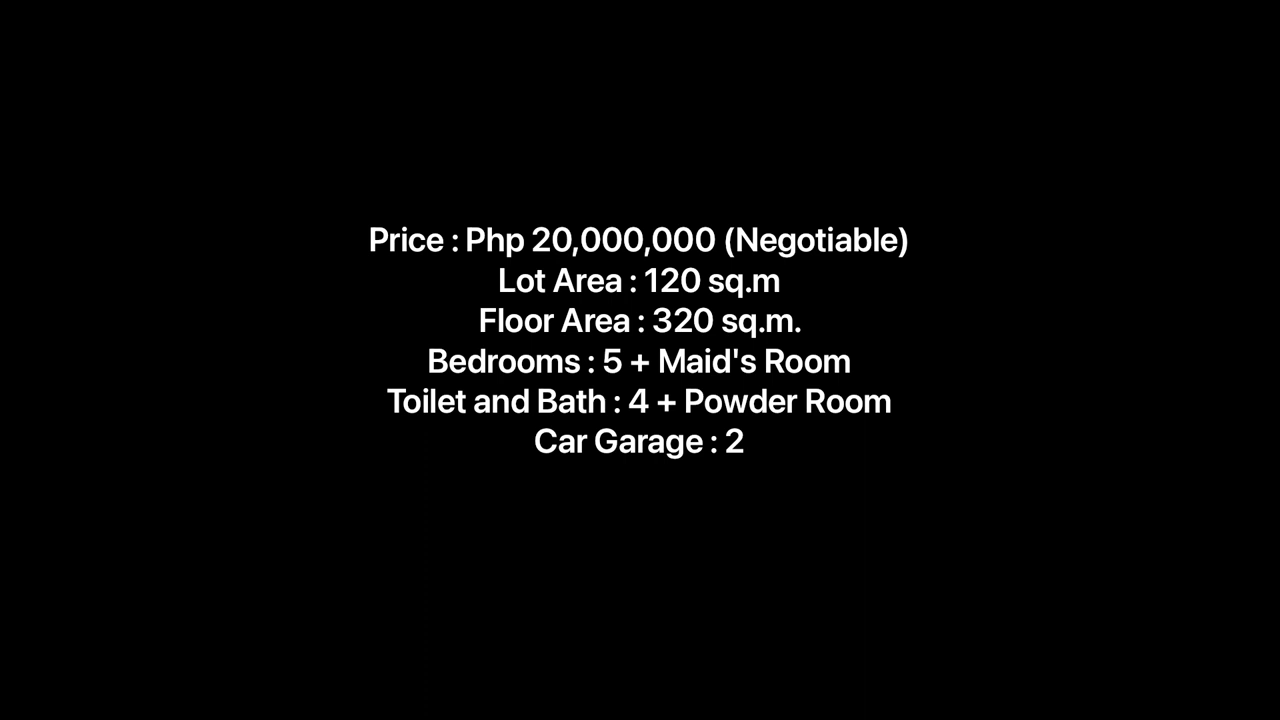 Price : Php 20,000,000 (Negotiable)
Lot Area : 120 sq.m
Floor Area : 320 sq.m.
Bedrooms : 5 + Maid's Room
Toilet and Bath : 4 + Powder Room
Car Garage : 2